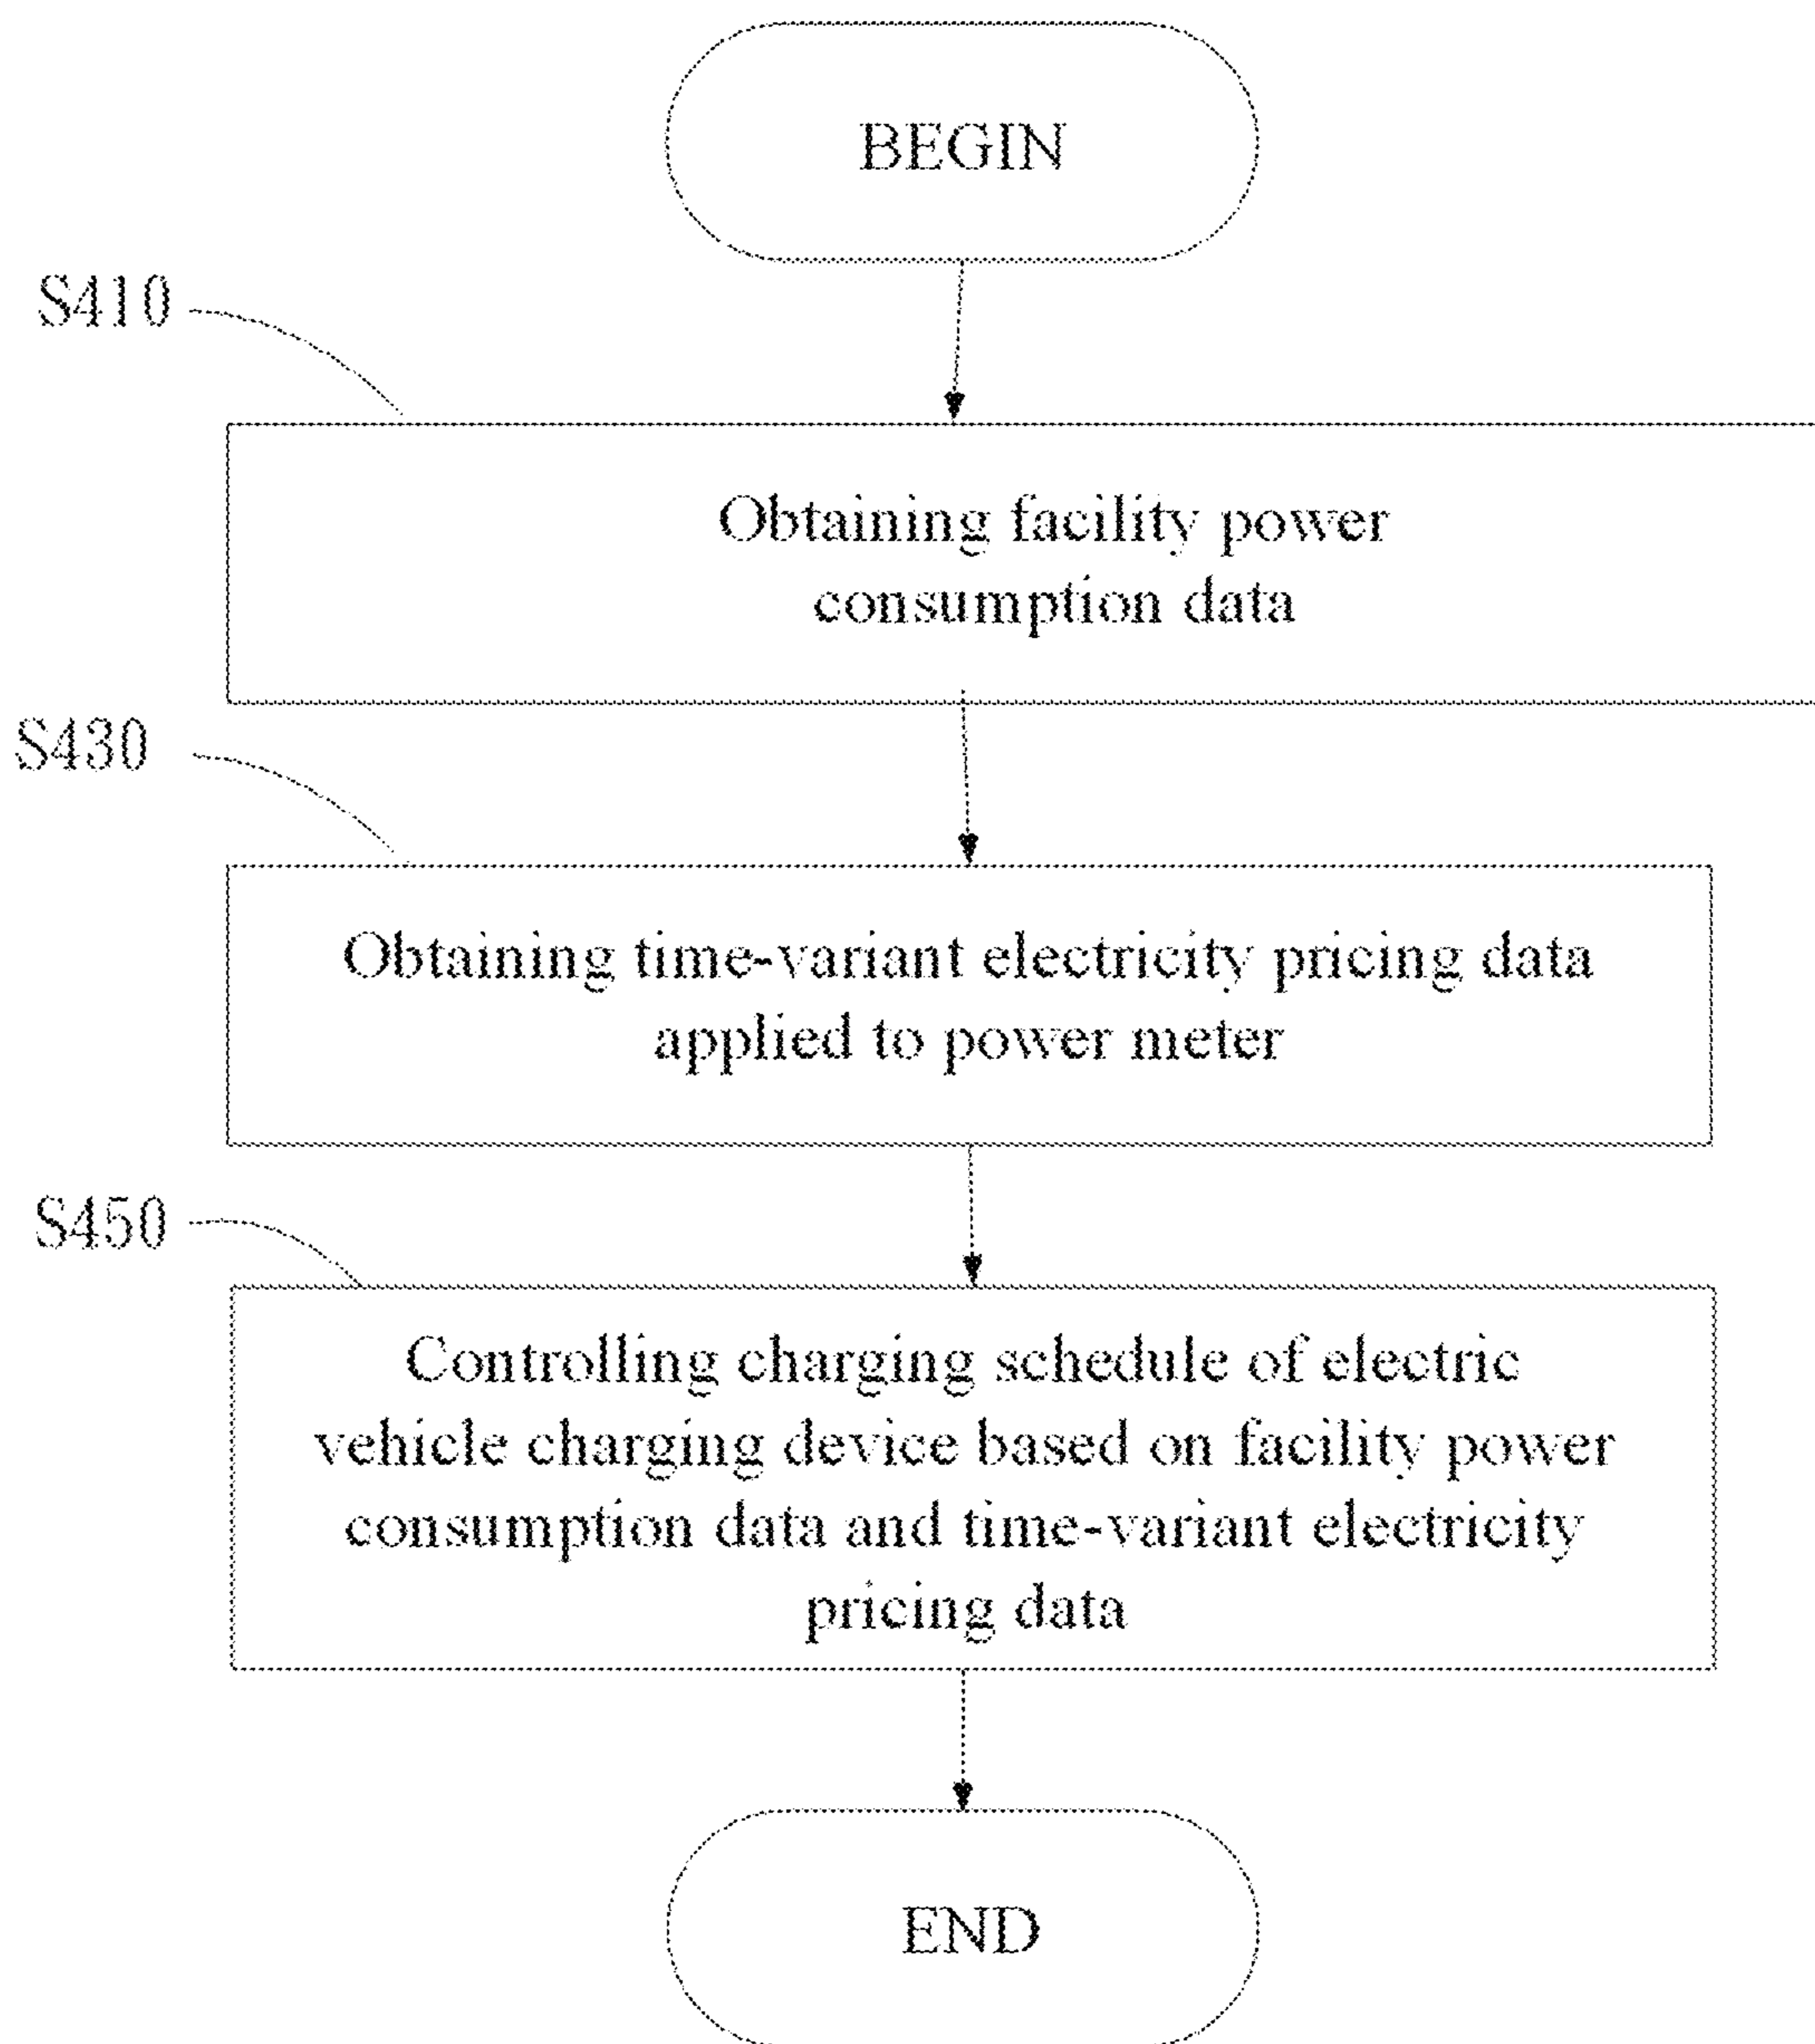 BEGIN
S410
Obtaining facility power
consumption data
S430
Obtaining time-variant electricity pricing data
applied to power meter
S450
Controlling charging schedule of electric
vehicle charging device based on facility power
consumption data and time-variant electricity
pricing data
END